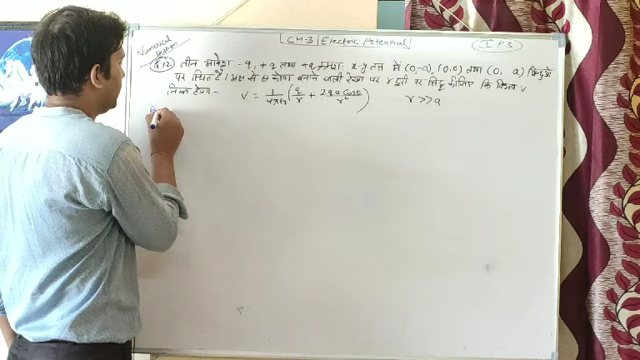 CH-3 Electric Potential
I P S
Numerical
Q.12 तीन आवेश -q, +q तथा +q क्रमशः x-y तल में (0,-a) (0,0) तथा (0, a) बिन्दुओं
पर स्थित हैं। अक्ष से θ कोण बनाने वाली रेखा पर r दूरी पर सिद्ध कीजिए कि विभव V
निम्न होगा-
V = 1/4πε₀ (q/r + 2qa cosθ/r²) r>>a